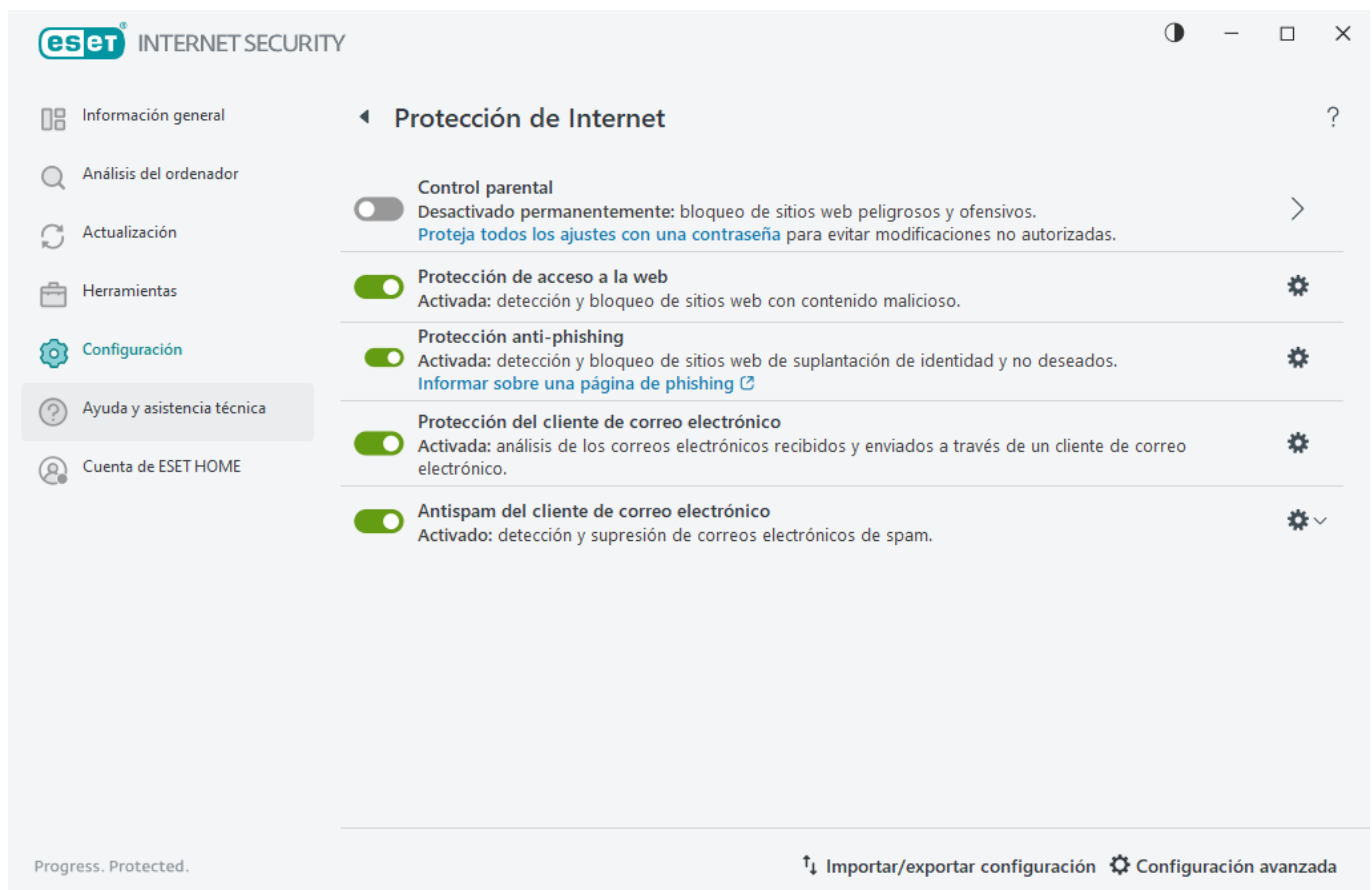 eset® INTERNET SECURITY
Información general
Análisis del ordenador
Actualización
Herramientas
Configuración
Ayuda y asistencia técnica
Cuenta de ESET HOME
Protección de Internet
?
Control parental
Desactivado permanentemente: bloqueo de sitios web peligrosos y ofensivos.
Proteja todos los ajustes con una contraseña para evitar modificaciones no autorizadas.
Protección de acceso a la web
Activada: detección y bloqueo de sitios web con contenido malicioso.
Protección anti-phishing
Activada: detección y bloqueo de sitios web de suplantación de identidad y no deseados.
Informar sobre una página de phishing
Protección del cliente de correo electrónico
Activada: análisis de los correos electrónicos recibidos y enviados a través de un cliente de correo
electrónico.
Antispam del cliente de correo electrónico
Activado: detección y supresión de correos electrónicos de spam.
Progress. Protected.
Importar/exportar configuración
Configuración avanzada